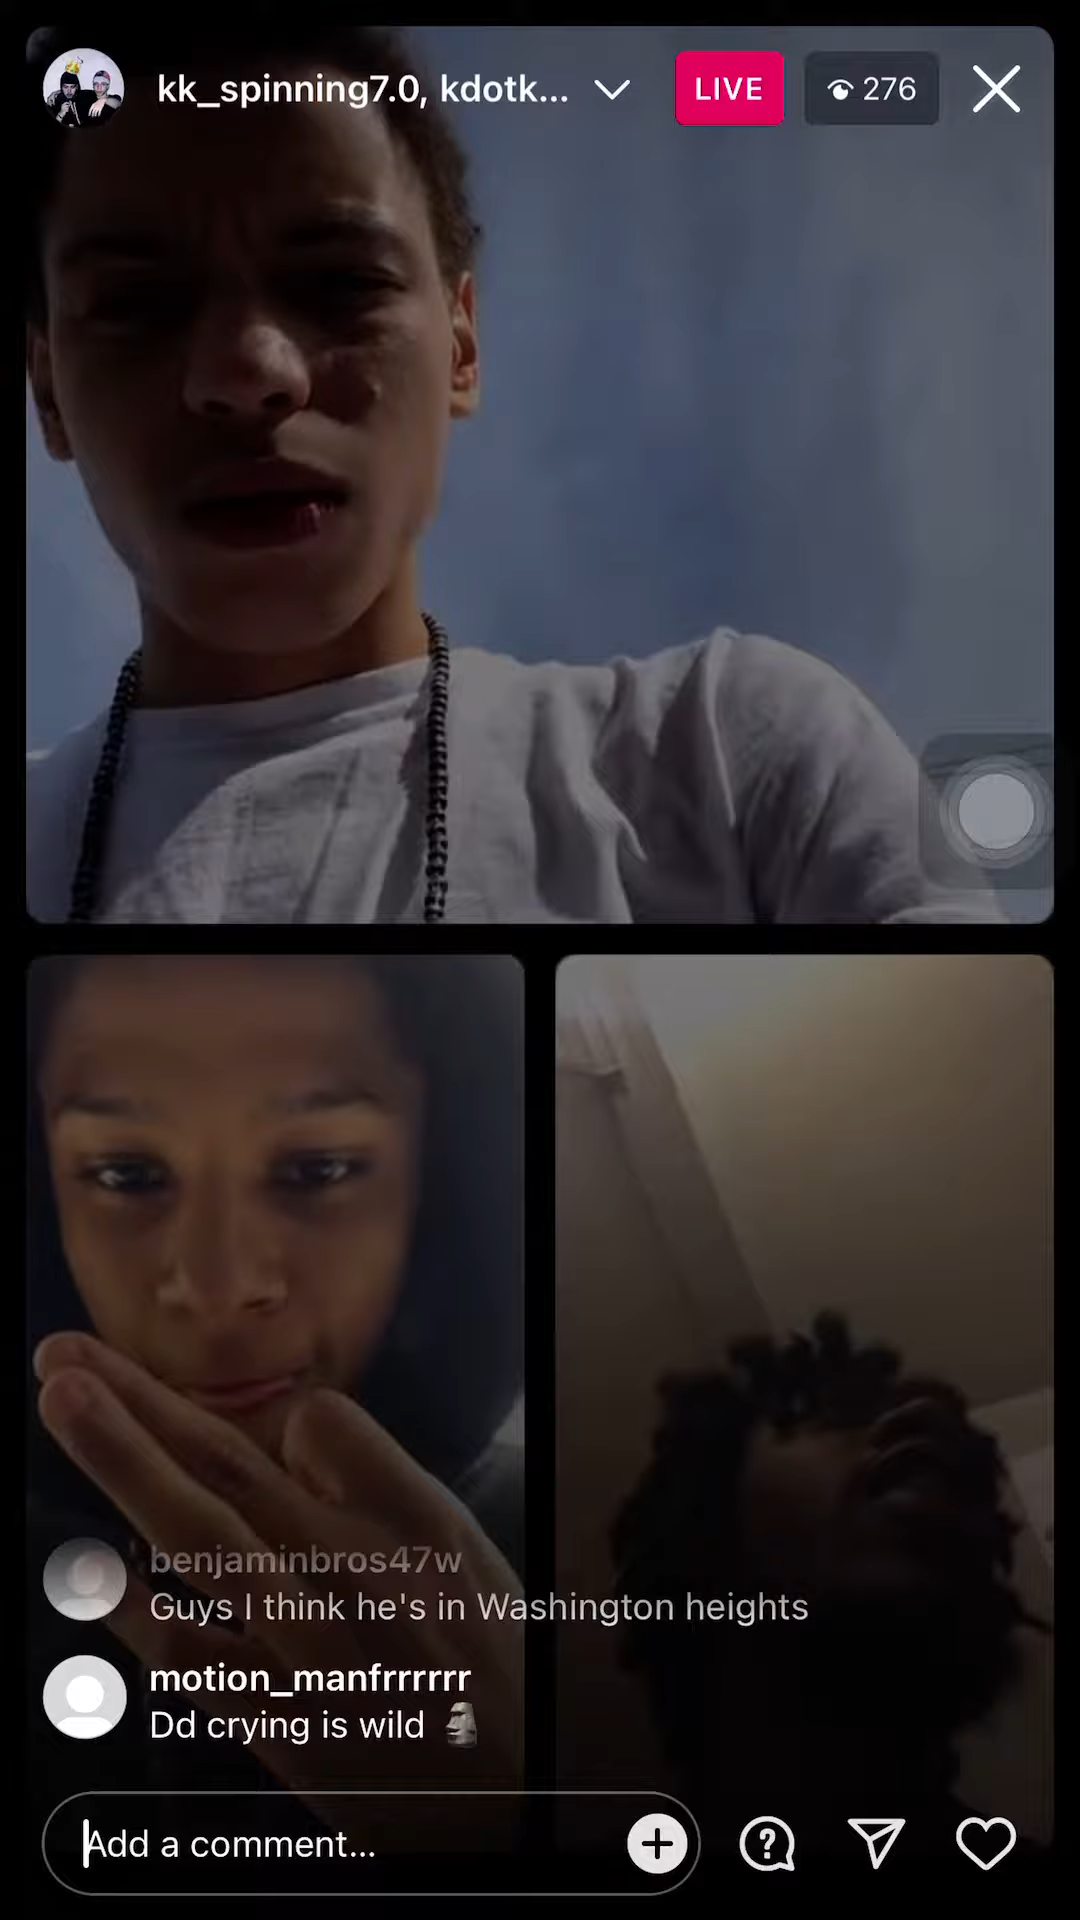 kk_spinning7.0, kdotk...
LIVE
276
benjaminbros47w
Guys I think he's in Washington heights
motion_manfrrrrrr
Dd crying is wild 🗿
Add a comment...